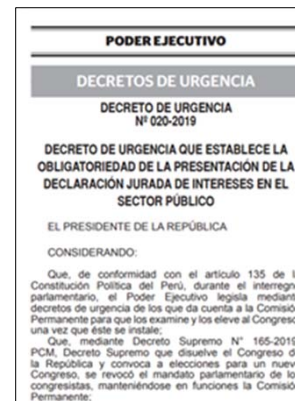 PODER EJECUTIVO
DECRETOS DE URGENCIA
DECRETO DE URGENCIA
Nº 020-2019
DECRETO DE URGENCIA QUE ESTABLECE LA
OBLIGATORIEDAD DE LA PRESENTACIÓN DE LA
DECLARACIÓN JURADA DE INTERESES EN EL
SECTOR PÚBLICO
EL PRESIDENTE DE LA REPÚBLICA
CONSIDERANDO:
Que, de conformidad con el artículo 135 de l
Constitución Política del Perú, durante el interregn
parlamentario, el Poder Ejecutivo legisla mediant
decretos de urgencia de los que da cuenta a la Comisió
Permanente para que los examine y los eleve al Congreso
una vez que éste se instale;
Que, mediante Decreto Supremo N° 165-2019
PCM, Decreto Supremo que disuelve el Congreso d
la República y convoca a elecciones para un nuev
Congreso, se revocó el mandato parlamentario de lo
congresistas, manteniéndose en funciones la Comisió
Permanente;